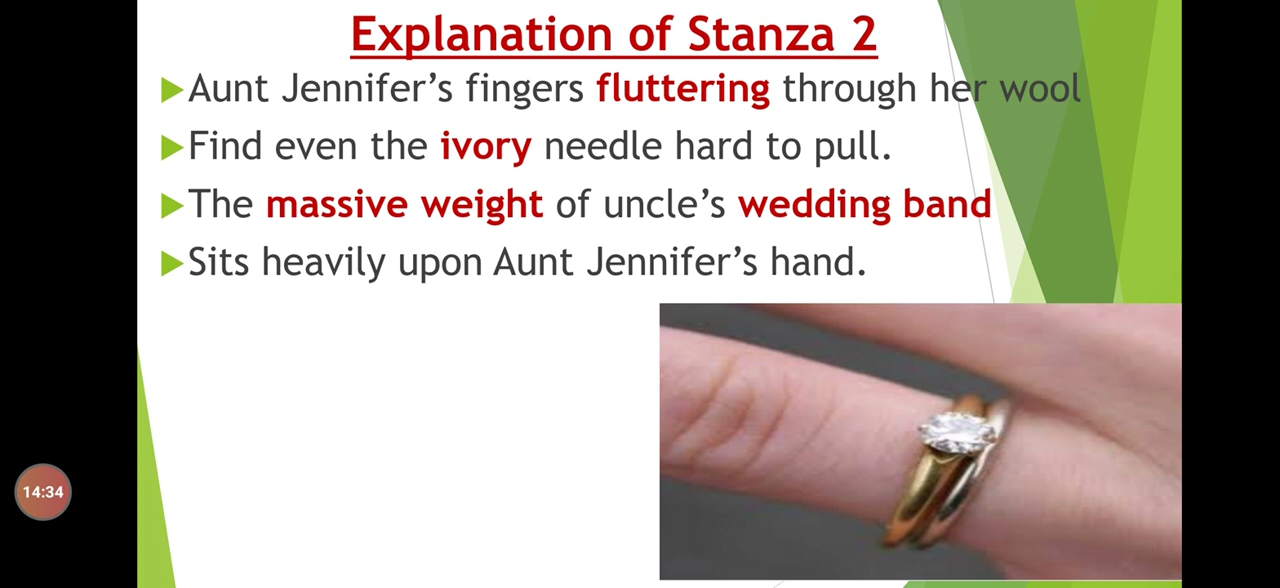 Explanation of Stanza 2
Aunt Jennifer’s fingers fluttering through her wool
Find even the ivory needle hard to pull.
The massive weight of uncle’s wedding band
Sits heavily upon Aunt Jennifer’s hand.
14:34